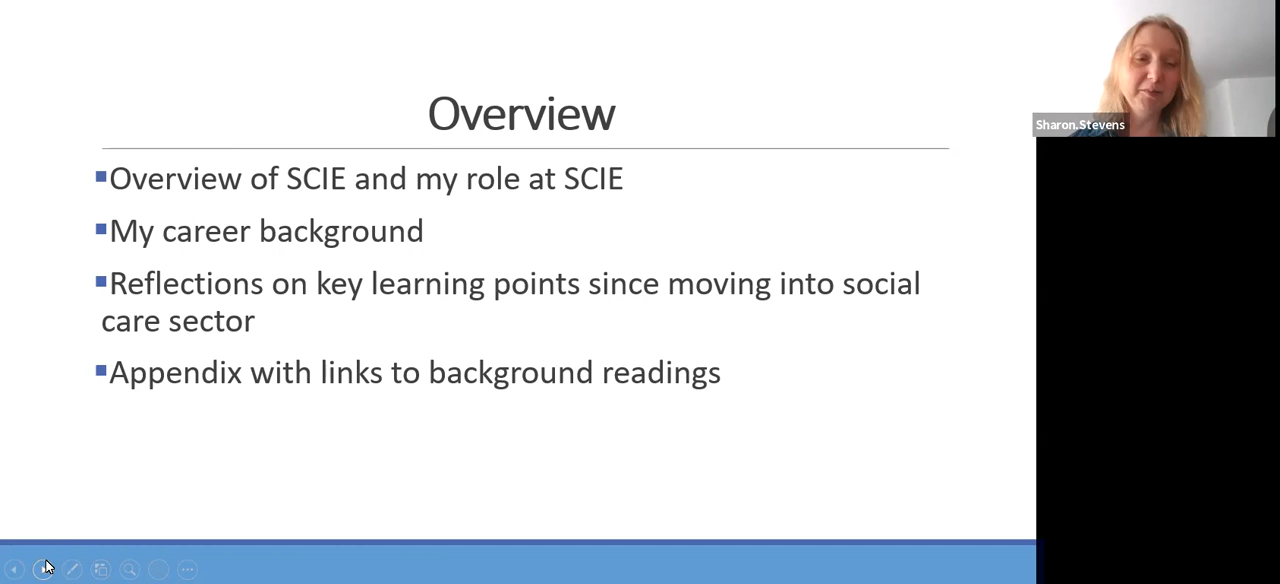 Overview
Overview of SCIE and my role at SCIE
My career background
Reflections on key learning points since moving into social
care sector
Appendix with links to background readings
Sharon.Stevens